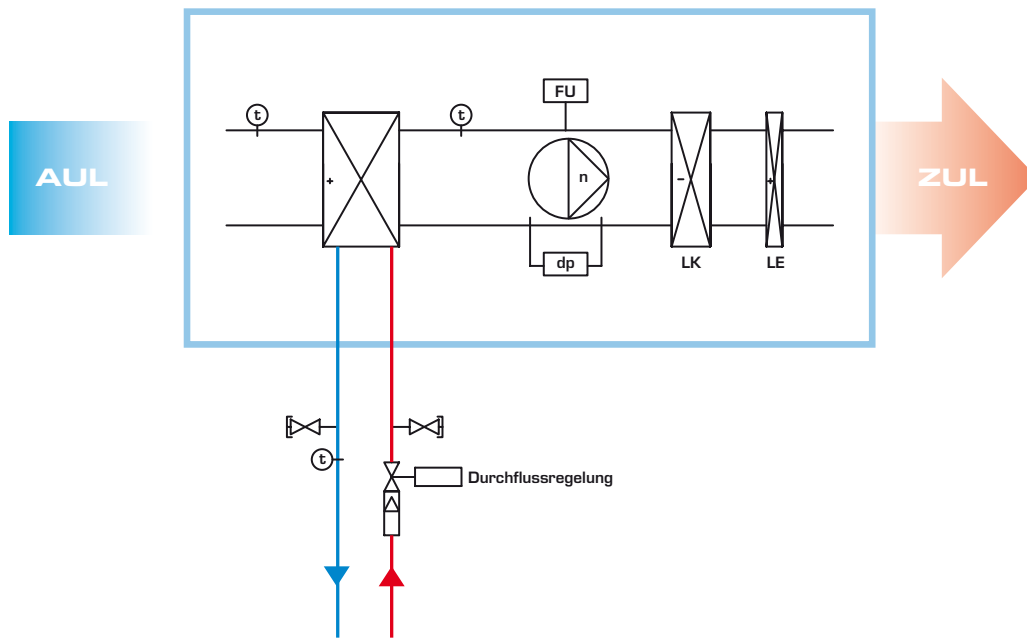 t
t
FU
AUL
+
n
-
+
ZUL
dp
LK
LE
t
Durchflussregelung